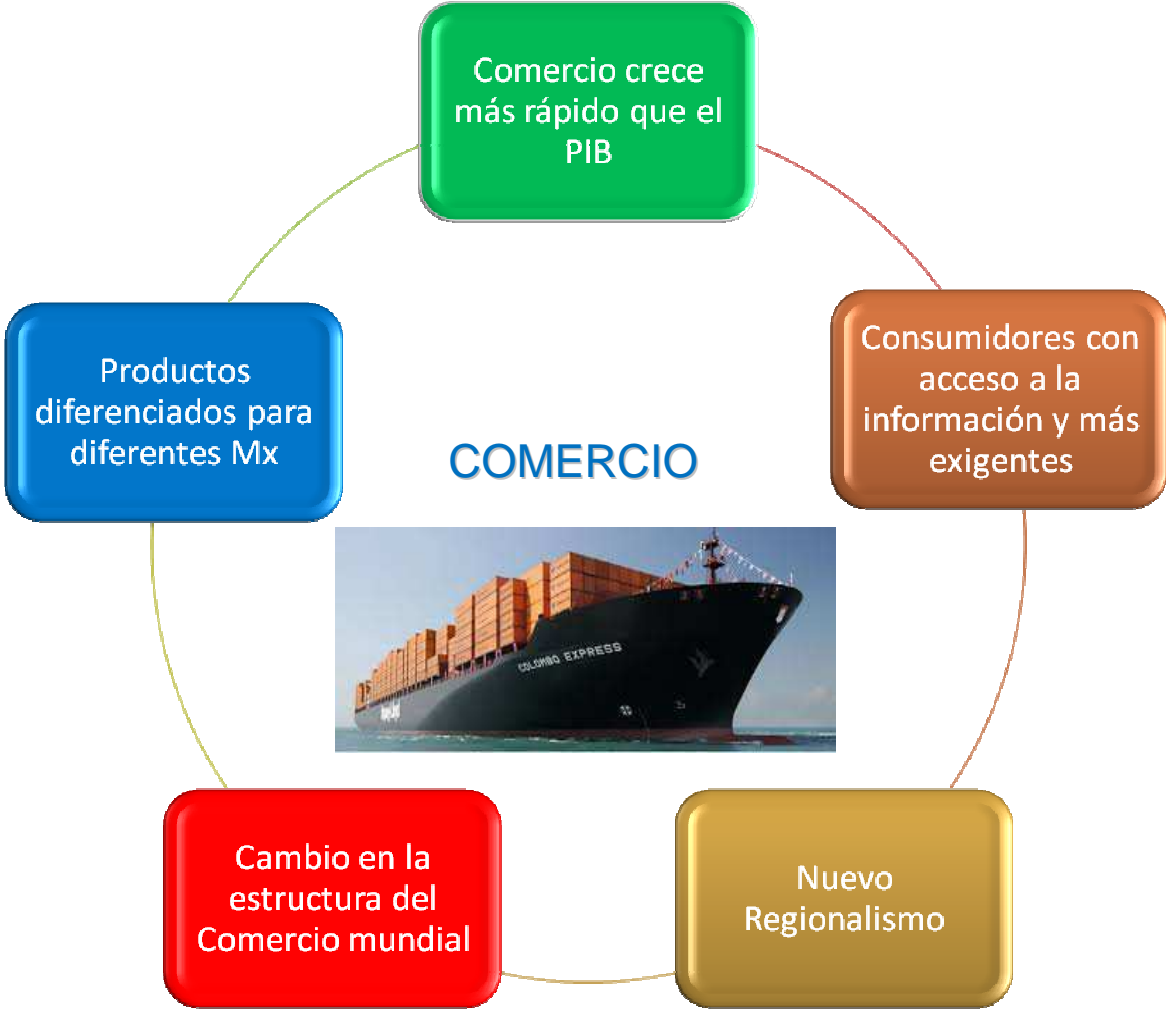 Comercio crece
más rápido que el
PIB
Consumidores con
acceso a la
información y más
exigentes
Nuevo
Regionalismo
Cambio en la
estructura del
Comercio mundial
Productos
diferenciados para
diferentes Mx
COMERCIO
COLOMBO EXPRESS